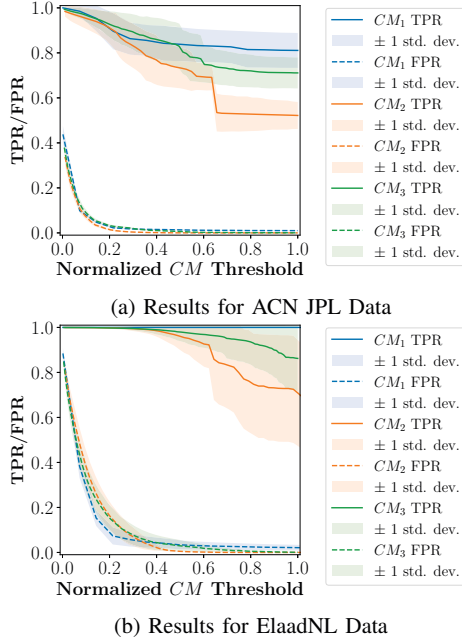 1.0
0.8
0.6
0.4
0.2
0.0
TPR/FPR
0.0 0.2 0.4 0.6 0.8 1.0
Normalized CM Threshold
CM₁ TPR
± 1 std. dev.
CM₁ FPR
± 1 std. dev.
CM₂ TPR
± 1 std. dev.
CM₂ FPR
± 1 std. dev.
CM₃ TPR
± 1 std. dev.
CM₃ FPR
± 1 std. dev.
(a) Results for ACN JPL Data
1.0
0.8
0.6
0.4
0.2
0.0
TPR/FPR
0.0 0.2 0.4 0.6 0.8 1.0
Normalized CM Threshold
CM₁ TPR
± 1 std. dev.
CM₁ FPR
± 1 std. dev.
CM₂ TPR
± 1 std. dev.
CM₂ FPR
± 1 std. dev.
CM₃ TPR
± 1 std. dev.
CM₃ FPR
± 1 std. dev.
(b) Results for ElaadNL Data